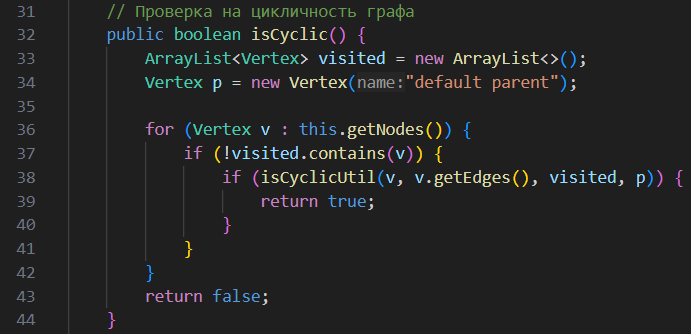 31 // Проверка на цикличность графа
32 public boolean isCyclic() {
33 ArrayList<Vertex> visited = new ArrayList<>();
34 Vertex p = new Vertex(name:"default parent");
35
36 for (Vertex v : this.getNodes()) {
37 if (!visited.contains(v)) {
38 if (isCyclicUtil(v, v.getEdges(), visited, p)) {
39 return true;
40 }
41 }
42 }
43 return false;
44 }